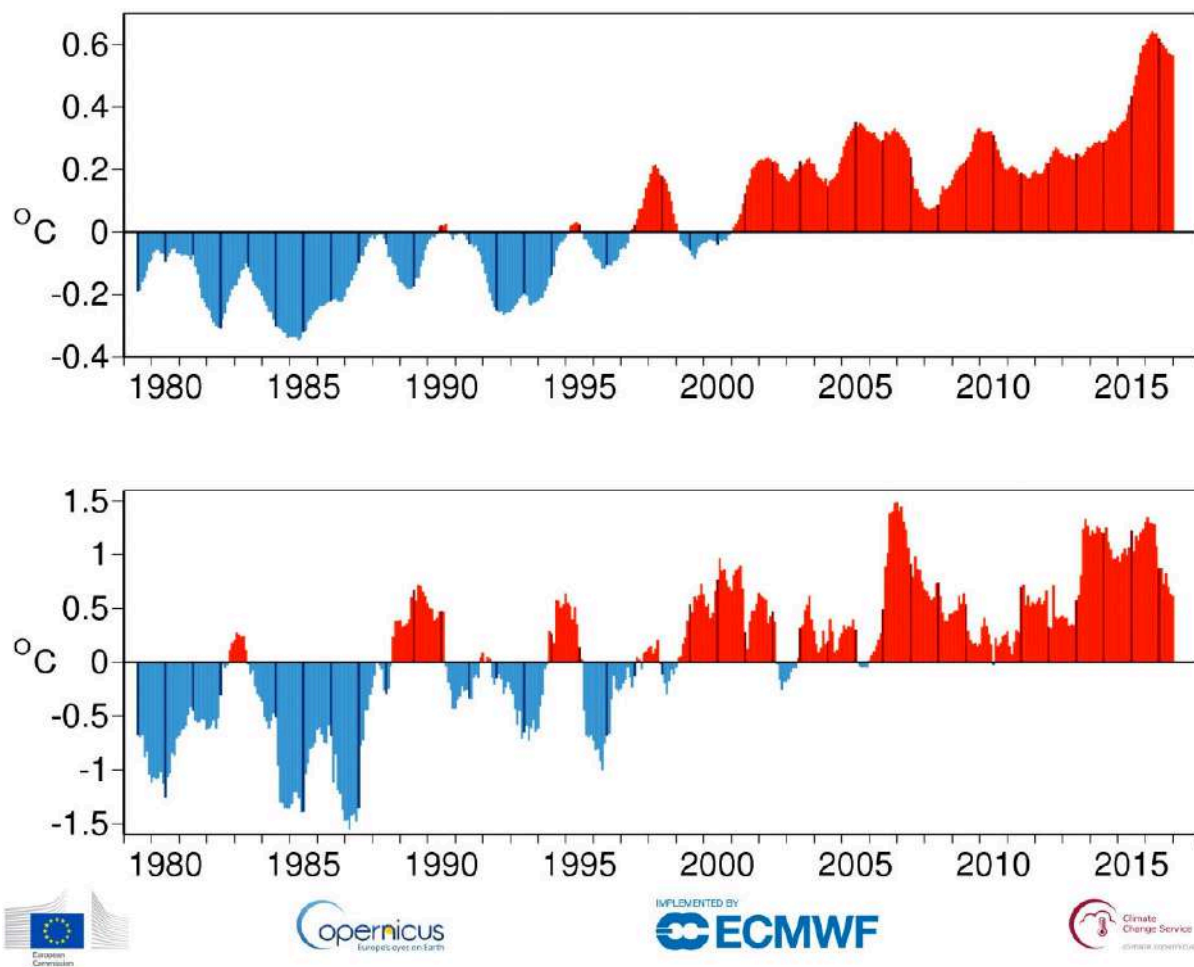 0.6
0.4
0.2
°C 0
-0.2
-0.4
1980 1985 1990 1995 2000 2005 2010 2015
1.5
1
0.5
°C 0
-0.5
-1
-1.5
1980 1985 1990 1995 2000 2005 2010 2015
European
Commission
opernicus
Europe's eyes on Earth
IMPLEMENTED BY
ECMWF
Climate
Change Service